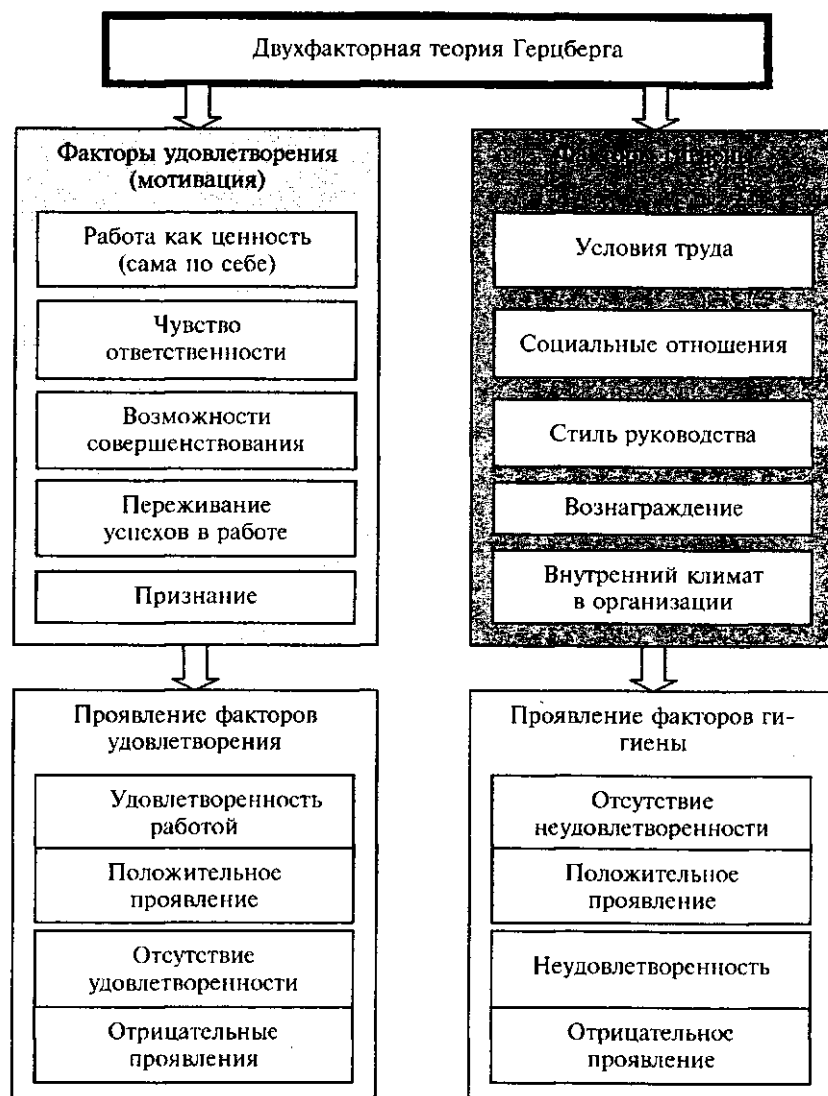 Двухфакторная теория Герцберга
Факторы удовлетворения
(мотивация)
Работа как ценность
(сама по себе)
Чувство
ответственности
Возможности
совершенствования
Переживание
успехов в работе
Признание
Факторы гигиены
Условия труда
Социальные отношения
Стиль руководства
Вознаграждение
Внутренний климат
в организации
Проявление факторов
удовлетворения
Удовлетворенность
работой
Положительное
проявление
Отсутствие
удовлетворенности
Отрицательные
проявления
Проявление факторов ги-
гиены
Отсутствие
неудовлетворенности
Положительное
проявление
Неудовлетворенность
Отрицательное
проявление